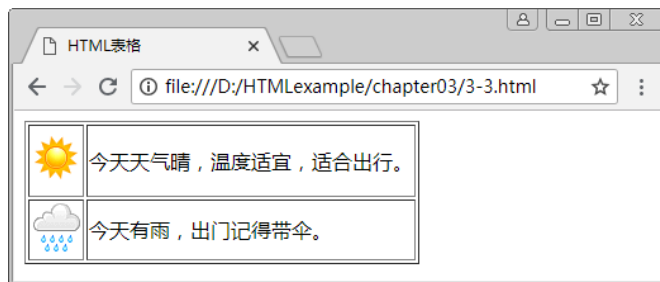 HTML表格
file:///D:/HTMLexample/chapter03/3-3.html
今天天气晴，温度适宜，适合出行。
今天有雨，出门记得带伞。